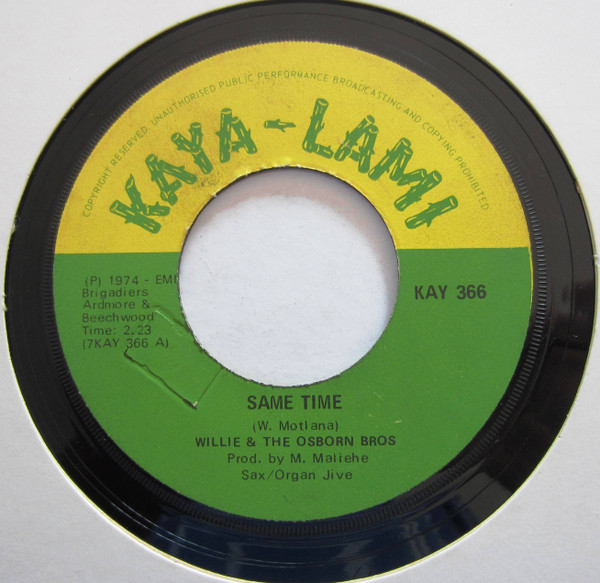 COPYRIGHT RESERVED. UNAUTHORISED PUBLIC PERFORMANCE BROADCASTING AND COPYING PROHIBITED
KAYA-LAMI
(P) 1974 - EMI
Brigadiers
Ardmore &
Beechwood
Time: 2.23
(7KAY 366 A)
KAY 366
SAME TIME
(W. Motlana)
WILLIE & THE OSBORN BROS
Prod. by M. Maliehe
Sax/Organ Jive